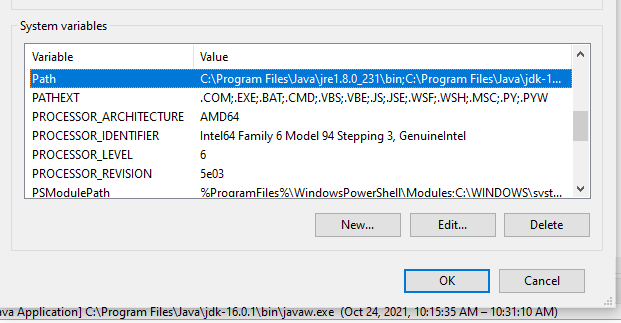 System variables
Variable Value
Path C:\Program Files\Java\jre1.8.0_231\bin;C:\Program Files\Java\jdk-1...
PATHEXT .COM;.EXE;.BAT;.CMD;.VBS;.VBE;.JS;.JSE;.WSF;.WSH;.MSC;.PY;.PYW
PROCESSOR_ARCHITECTURE AMD64
PROCESSOR_IDENTIFIER Intel64 Family 6 Model 94 Stepping 3, GenuineIntel
PROCESSOR_LEVEL 6
PROCESSOR_REVISION 5e03
PSModulePath %ProgramFiles%\WindowsPowerShell\Modules;C:\WINDOWS\syst...
New... Edit... Delete
OK Cancel
ava Application] C:\Program Files\Java\jdk-16.0.1\bin\javaw.exe (Oct 24, 2021, 10:15:35 AM – 10:31:10 AM)